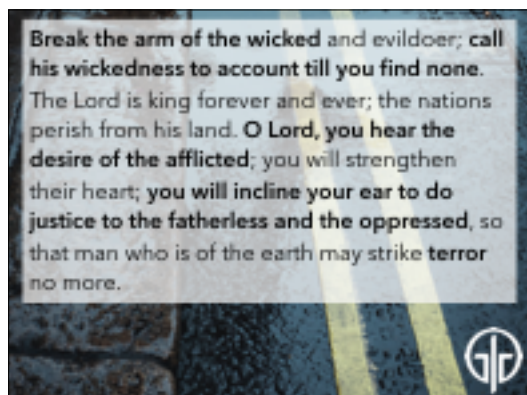 Break the arm of the wicked and evildoer; call
his wickedness to account till you find none.
The Lord is king forever and ever; the nations
perish from his land. O Lord, you hear the
desire of the afflicted; you will strengthen
their heart; you will incline your ear to do
justice to the fatherless and the oppressed, so
that man who is of the earth may strike terror
no more.